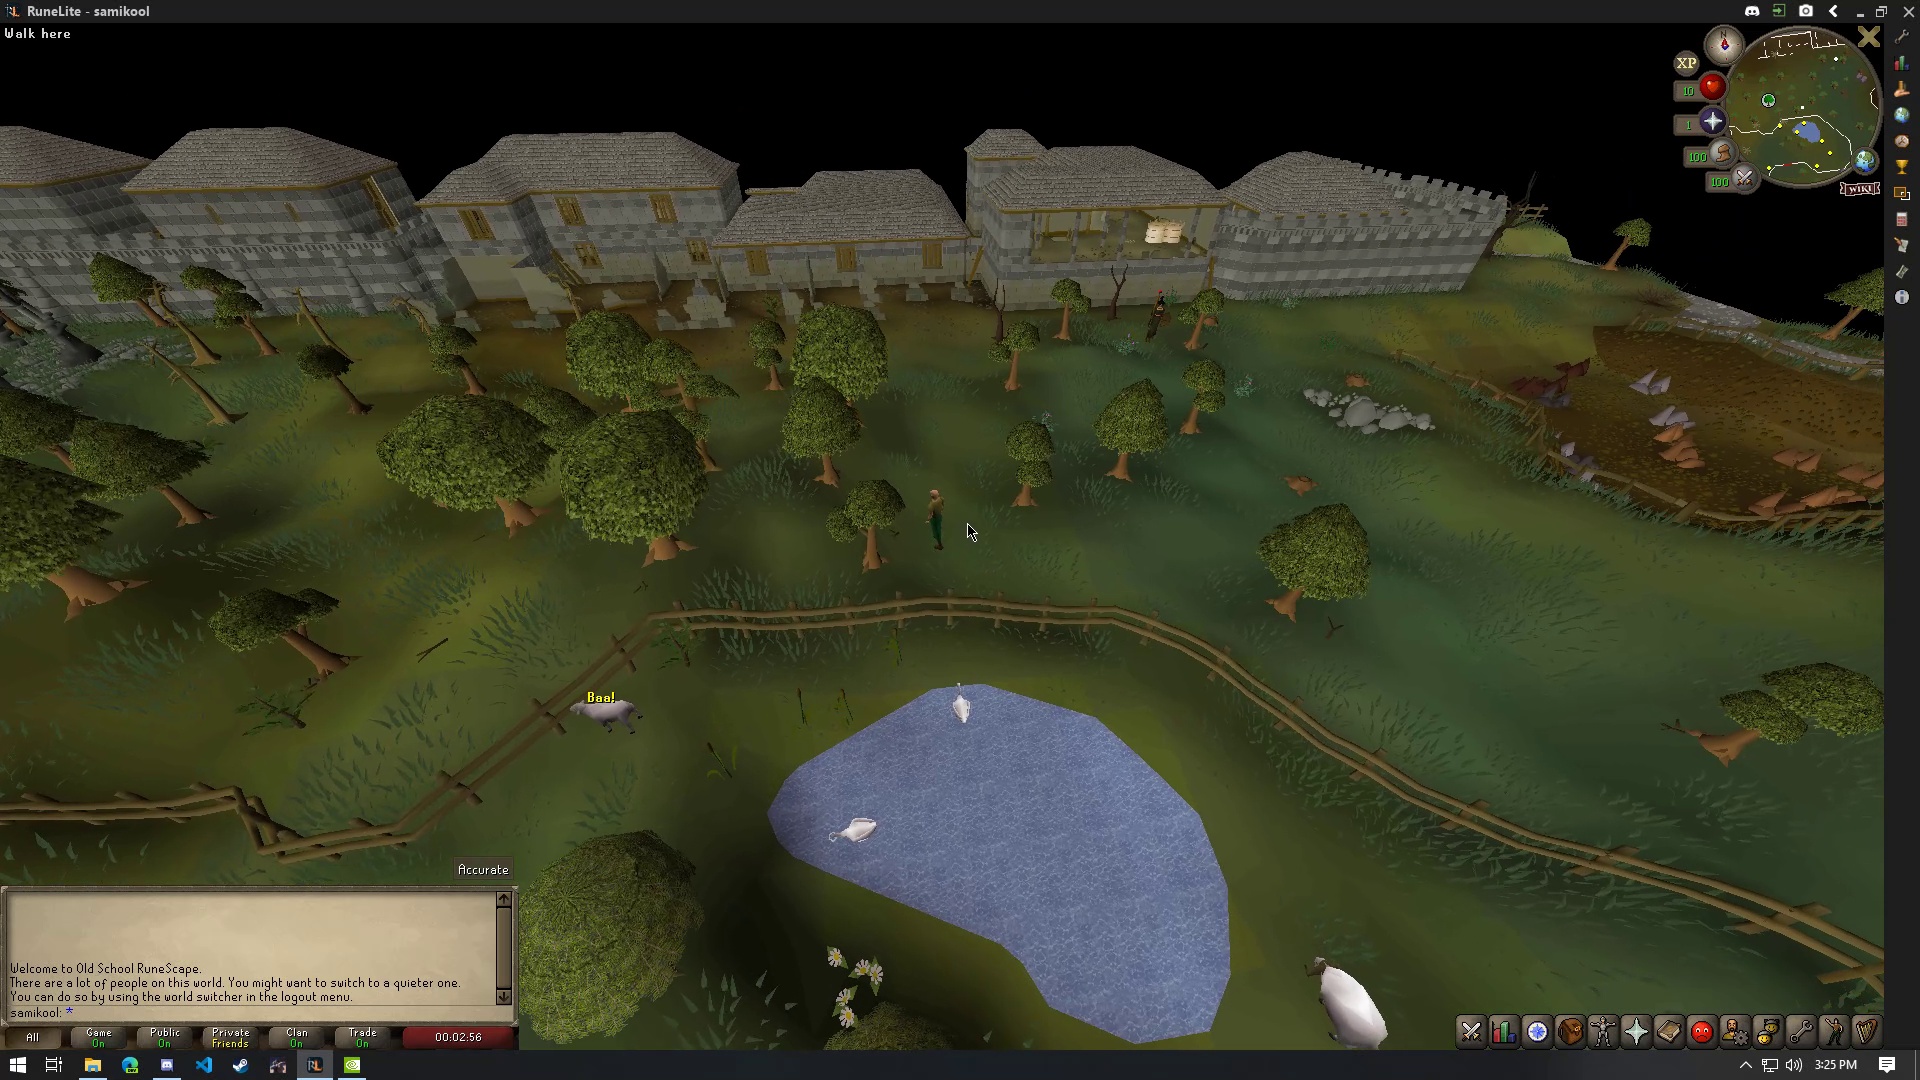 RuneLite - samikool
Walk here
N
XP
10
1
100
100
WIKI
Baa!
Accurate
Welcome to Old School RuneScape.
There are a lot of people on this world. You might want to switch to a quieter one.
You can do so by using the world switcher in the logout menu.
samikool: *
All
Game
On
Public
On
Private
Friends
Clan
On
Trade
On
00:02:56
3:25 PM